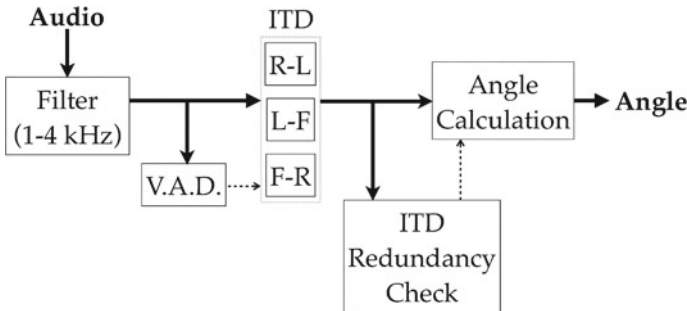 Audio
ITD
R-L
Filter
(1-4 kHz)
L-F
V.A.D.
F-R
Angle
Calculation
Angle
ITD
Redundancy
Check